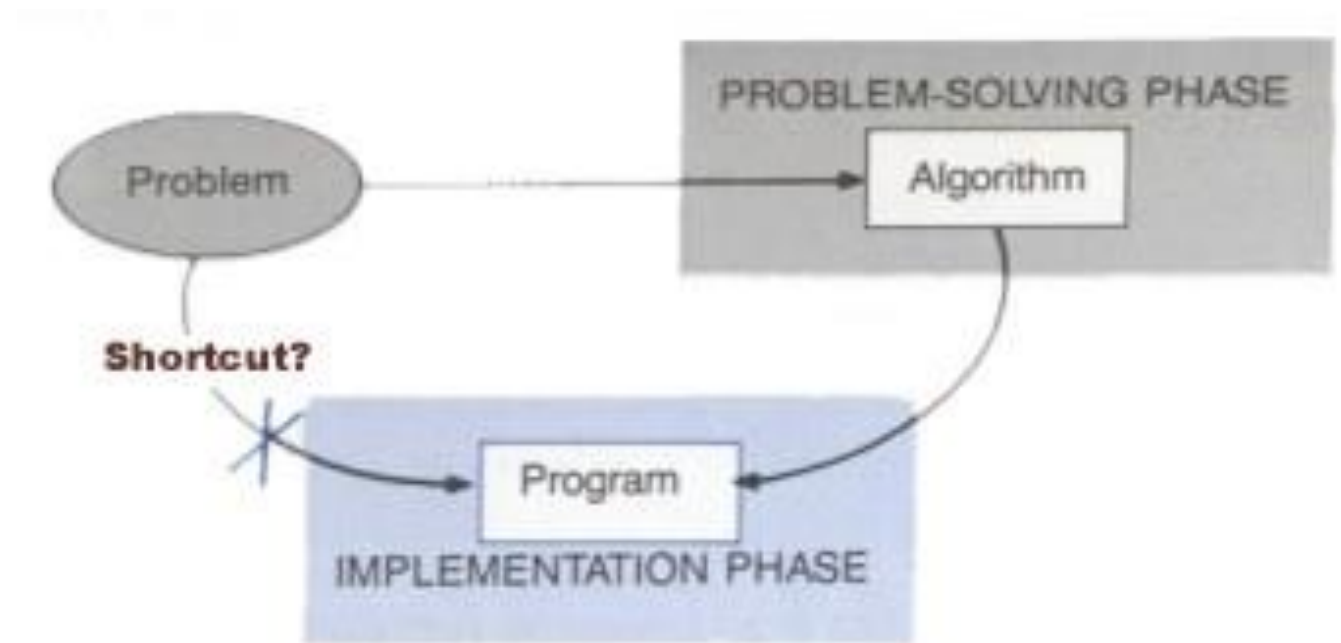 PROBLEM-SOLVING PHASE
Problem
Algorithm
Shortcut?
Program
IMPLEMENTATION PHASE